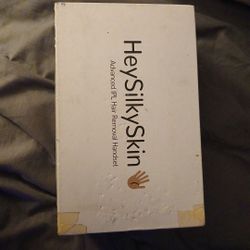 HeySilkySkin
Advanced IPL Hair Removal Handset